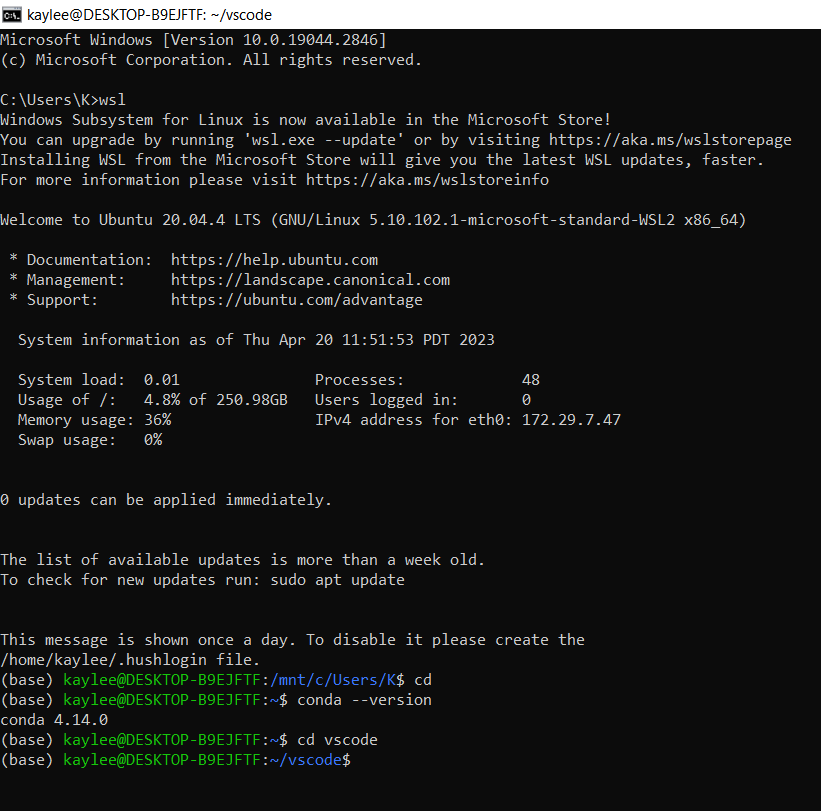 kaylee@DESKTOP-B9EJFTF: ~/vscode
Microsoft Windows [Version 10.0.19044.2846]
(c) Microsoft Corporation. All rights reserved.
C:\Users\K>wsl
Windows Subsystem for Linux is now available in the Microsoft Store!
You can upgrade by running 'wsl.exe --update' or by visiting https://aka.ms/wslstorepage
Installing WSL from the Microsoft Store will give you the latest WSL updates, faster.
For more information please visit https://aka.ms/wslstoreinfo
Welcome to Ubuntu 20.04.4 LTS (GNU/Linux 5.10.102.1-microsoft-standard-WSL2 x86_64)
* Documentation:  https://help.ubuntu.com
* Management:     https://landscape.canonical.com
* Support:        https://ubuntu.com/advantage
System information as of Thu Apr 20 11:51:53 PDT 2023
System load:  0.01               Processes:             48
Usage of /:   4.8% of 250.98GB   Users logged in:       0
Memory usage: 36%                IPv4 address for eth0: 172.29.7.47
Swap usage:   0%
0 updates can be applied immediately.
The list of available updates is more than a week old.
To check for new updates run: sudo apt update
This message is shown once a day. To disable it please create the
/home/kaylee/.hushlogin file.
(base) kaylee@DESKTOP-B9EJFTF:/mnt/c/Users/K$ cd
(base) kaylee@DESKTOP-B9EJFTF:~$ conda --version
conda 4.14.0
(base) kaylee@DESKTOP-B9EJFTF:~$ cd vscode
(base) kaylee@DESKTOP-B9EJFTF:~/vscode$